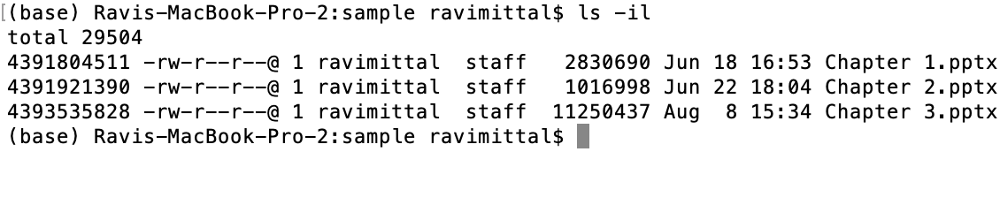 [(base) Ravis-MacBook-Pro-2:sample ravimittal$ ls -il
total 29504
4391804511 -rw-r--r--@ 1 ravimittal  staff   2830690 Jun 18 16:53 Chapter 1.pptx
4391921390 -rw-r--r--@ 1 ravimittal  staff   1016998 Jun 22 18:04 Chapter 2.pptx
4393535828 -rw-r--r--@ 1 ravimittal  staff  11250437 Aug  8 15:34 Chapter 3.pptx
(base) Ravis-MacBook-Pro-2:sample ravimittal$